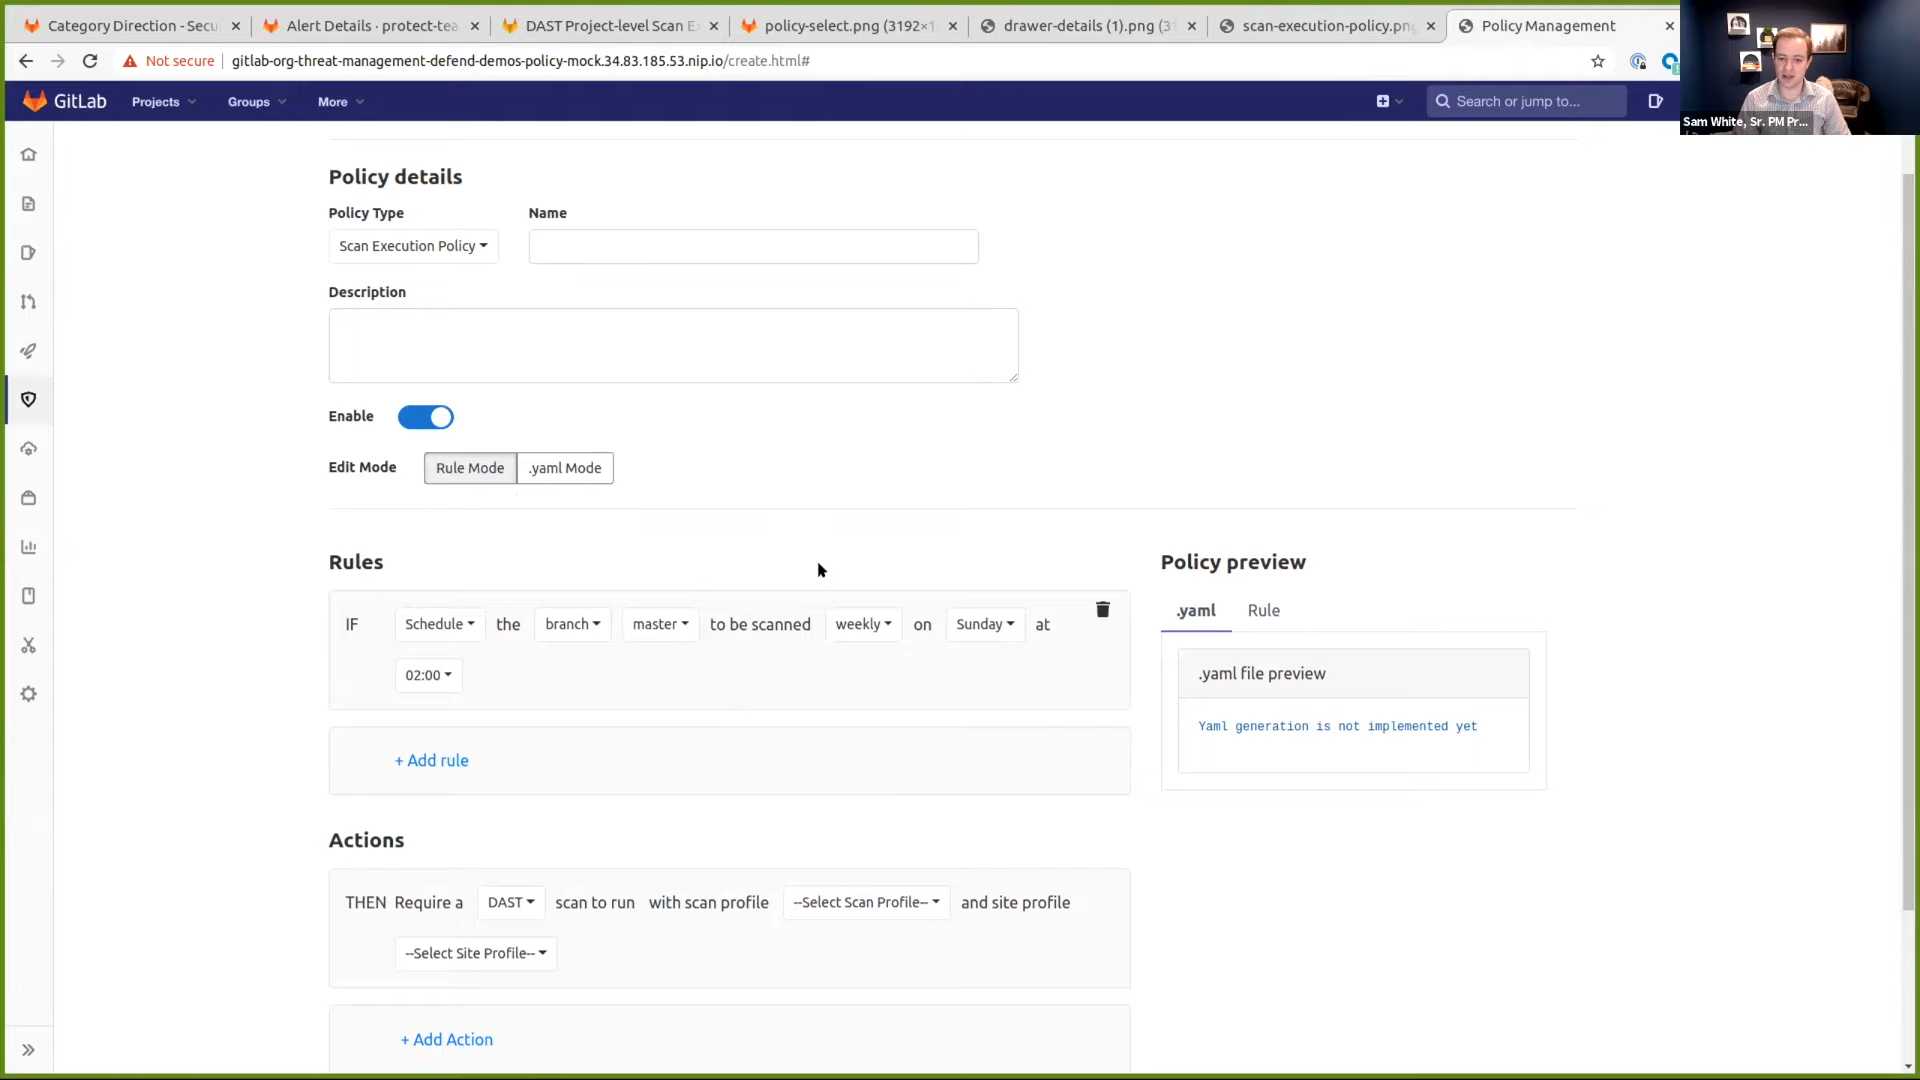 Category Direction - Secu
Alert Details · protect-tea
DAST Project-level Scan E
policy-select.png (3192×1
drawer-details (1).png (3
scan-execution-policy.pn
Policy Management
Not secure
gitlab-org-threat-management-defend-demos-policy-mock.34.83.185.53.nip.io/create.html#
GitLab
Projects
Groups
More
Search or jump to...
Sam White, Sr. PM Pr...
Policy details
Policy Type
Name
Scan Execution Policy
Description
Enable
Edit Mode
Rule Mode
.yaml Mode
Rules
IF Schedule the branch master to be scanned weekly on Sunday at
02:00
+ Add rule
Policy preview
.yaml
Rule
.yaml file preview
Yaml generation is not implemented yet
Actions
THEN Require a DAST scan to run with scan profile --Select Scan Profile-- and site profile
--Select Site Profile--
+ Add Action